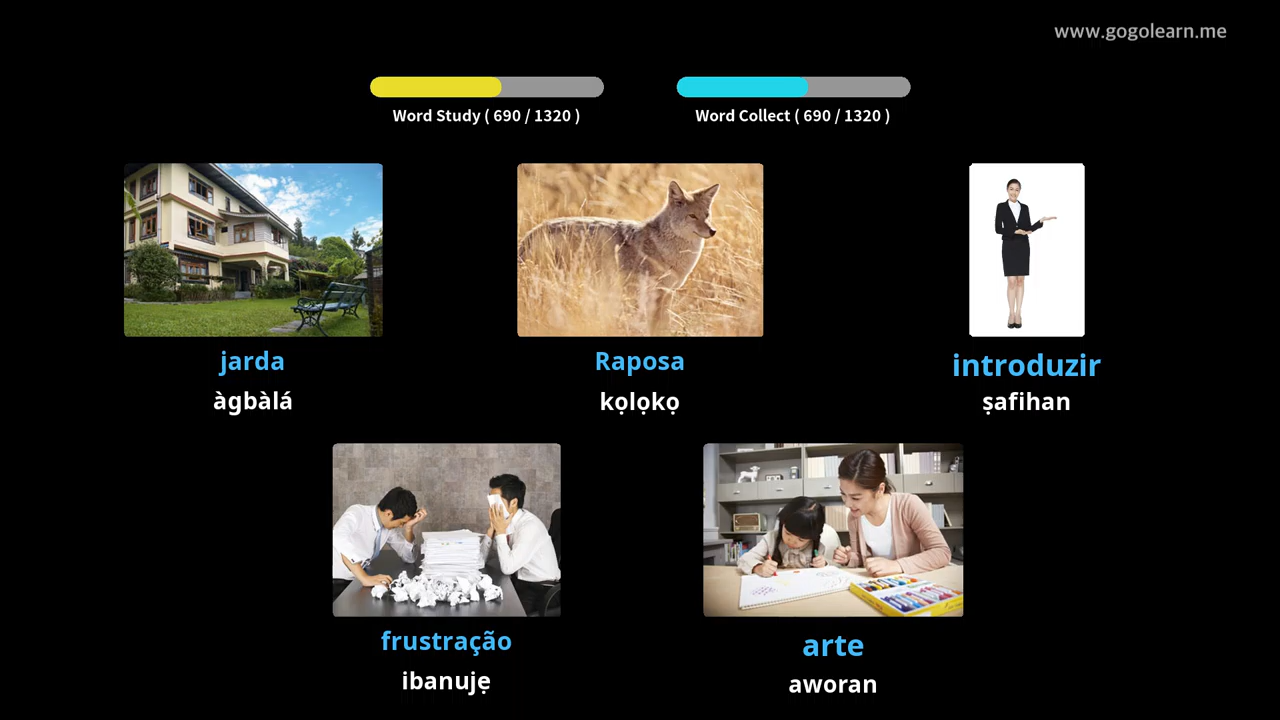 www.gogolearn.me
Word Study ( 690 / 1320 )
Word Collect ( 690 / 1320 )
jarda
àgbàlá
Raposa
kọlọkọ
introduzir
ṣafihan
frustração
ibanujẹ
arte
aworan